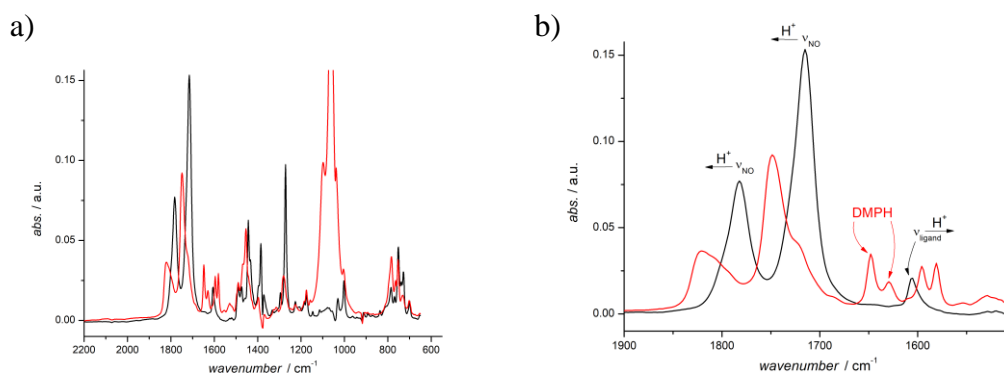 a)
abs. / a.u.
0.15
0.10
0.05
0.00
2200 2000 1800 1600 1400 1200 1000 800 600
wavenumber / cm⁻¹
b)
abs. / a.u.
0.15
0.10
0.05
0.00
H⁺
ν_NO
H⁺
ν_NO
DMPH
H⁺
ν_ligand
1900 1800 1700 1600
wavenumber / cm⁻¹